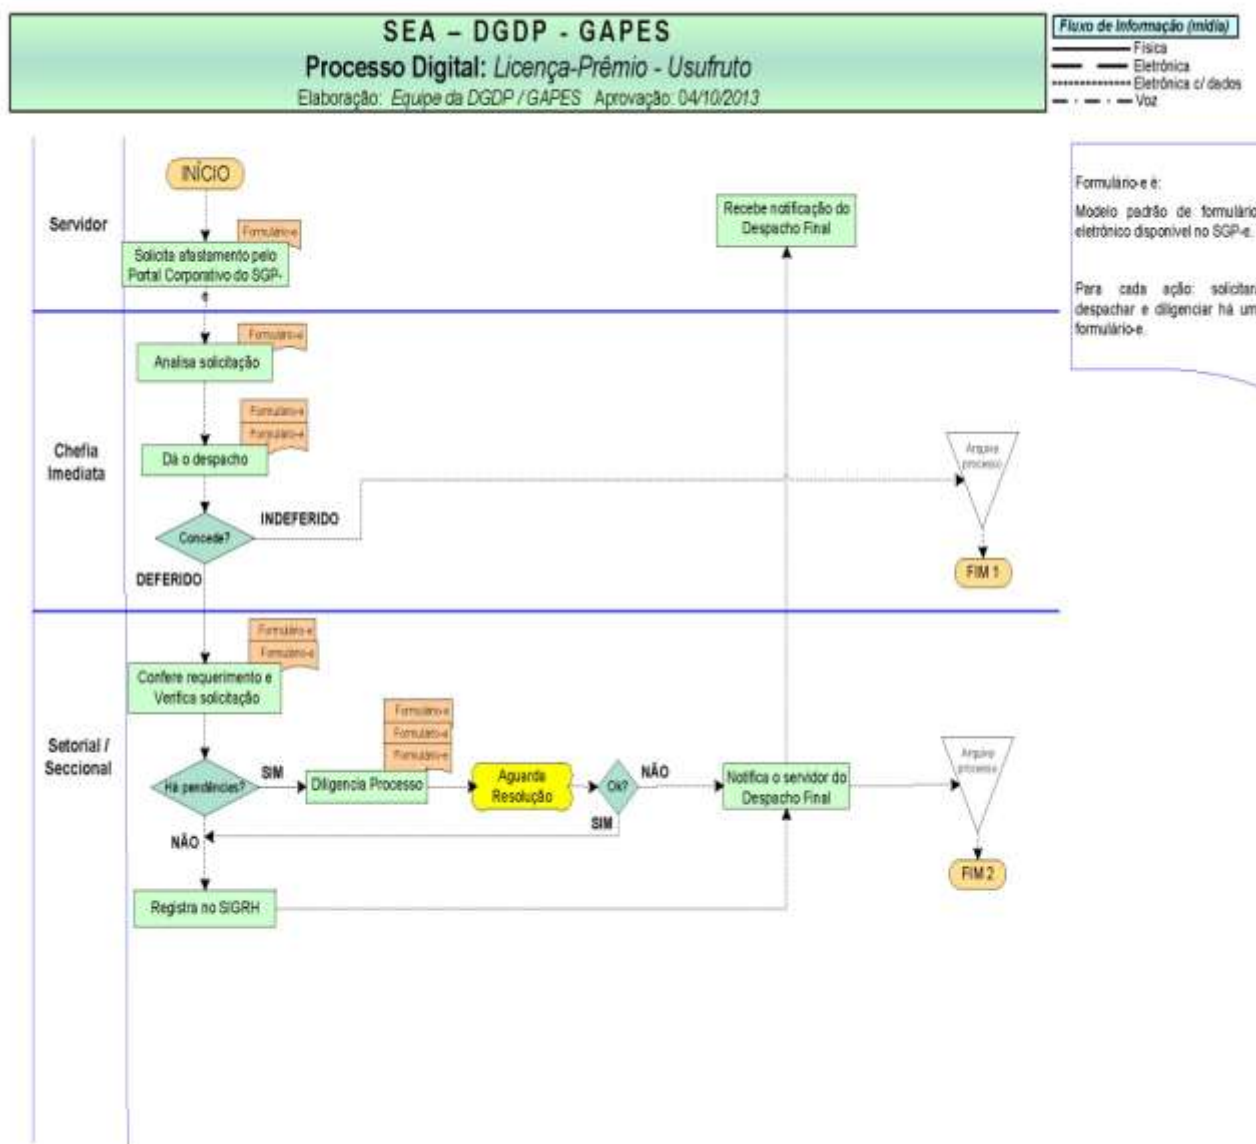 SEA – DGDP - GAPES
Processo Digital: Licença-Prêmio - Usufruto
Elaboração: Equipe da DGDP / GAPES Aprovação: 04/10/2013
Fluxo de Informação (mídia)
Física
Eletrônica
Eletrônica c/ dados
Voz
Formulário-e é:
Modelo padrão de formulário
eletrônico disponível no SGP-e.
Para cada ação: solicitar,
despachar e diligenciar há um
formulário-e.
Servidor
INÍCIO
Formulário-e
Solicita afastamento pelo
Portal Corporativo do SGP-
e
Recebe notificação do
Despacho Final
Chefia
Imediata
Formulário-e
Analisa solicitação
Formulário-e
Formulário-e
Dá o despacho
Concede?
INDEFERIDO
DEFERIDO
Arquiva
processo
FIM 1
Setorial /
Seccional
Formulário-e
Formulário-e
Confere requerimento e
Verifica solicitação
Há pendências?
SIM
Formulário-e
Formulário-e
Formulário-e
Diligencia Processo
Aguarda
Resolução
Ok?
NÃO
SIM
Notifica o servidor do
Despacho Final
Arquiva
processo
FIM 2
NÃO
Registra no SIGRH